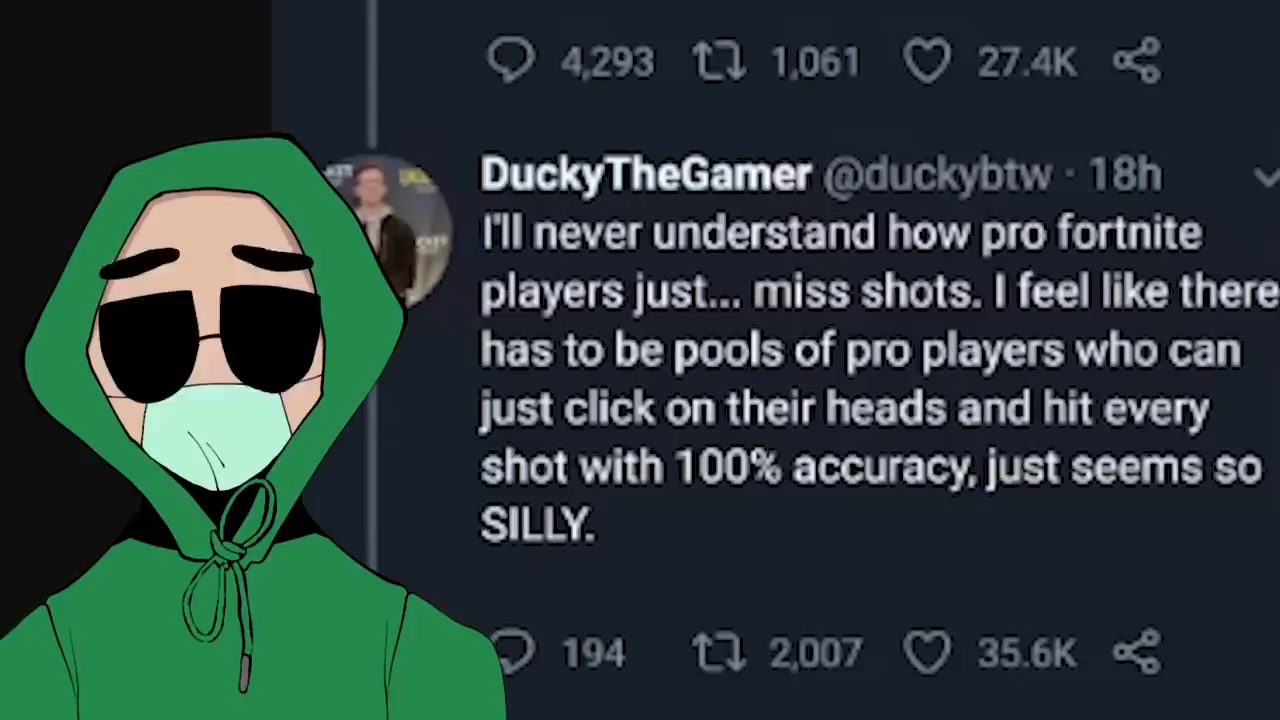 4,293 1,061 27.4K
DuckyTheGamer @duckybtw · 18h
I'll never understand how pro fortnite
players just... miss shots. I feel like there
has to be pools of pro players who can
just click on their heads and hit every
shot with 100% accuracy, just seems so
SILLY.
194 2,007 35.6K